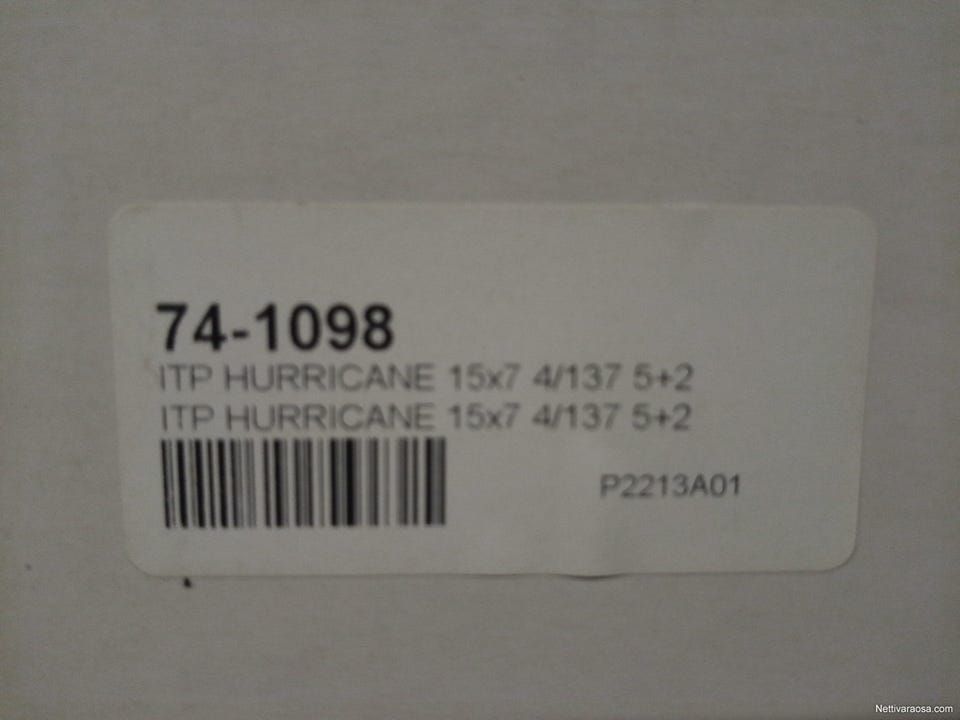 74-1098
ITP HURRICANE 15x7 4/137 5+2
ITP HURRICANE 15x7 4/137 5+2
P2213A01
Nettivaraosa.com